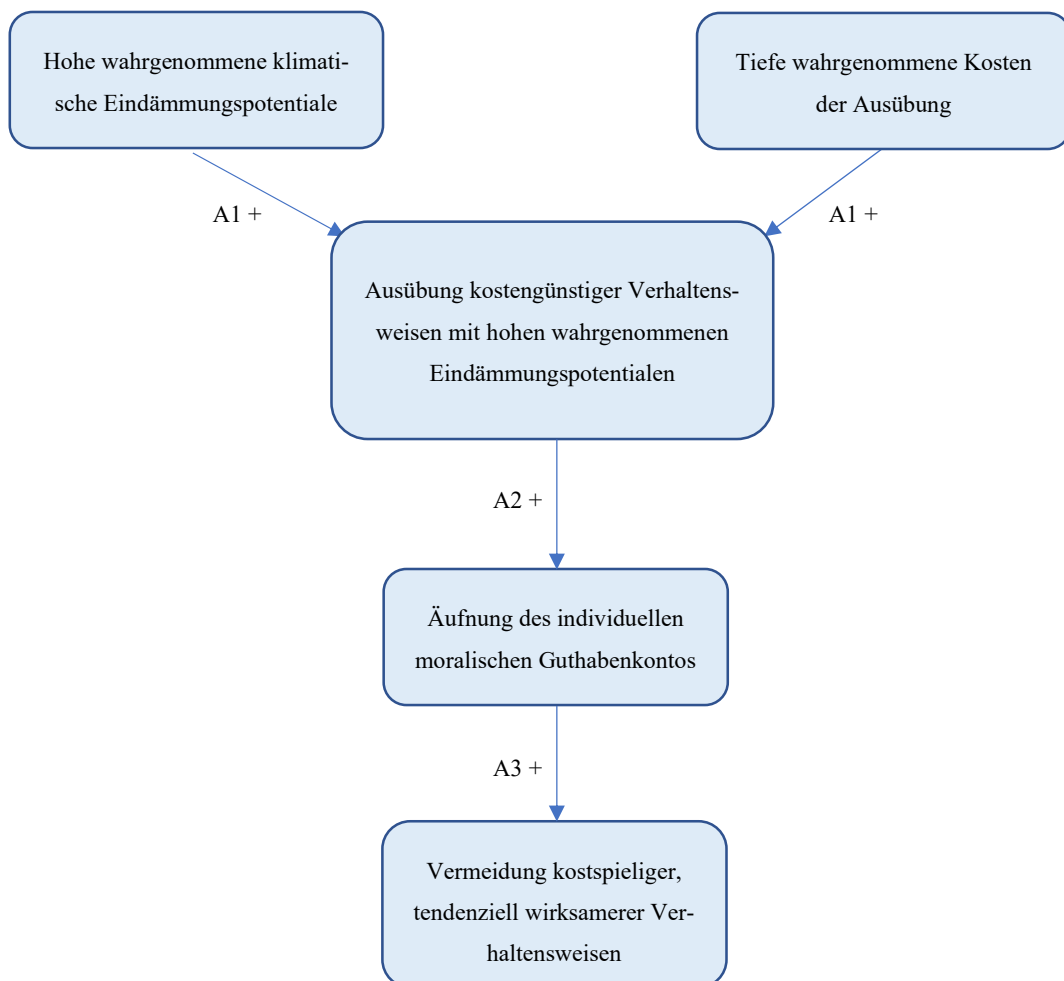 Hohe wahrgenommene klimati-
sche Eindämmungspotentiale
Tiefe wahrgenommene Kosten
der Ausübung
A1 +
A1 +
Ausübung kostengünstiger Verhaltens-
weisen mit hohen wahrgenommenen
Eindämmungspotentialen
A2 +
Äufnung des individuellen
moralischen Guthabenkontos
A3 +
Vermeidung kostspieliger,
tendenziell wirksamerer Ver-
haltensweisen